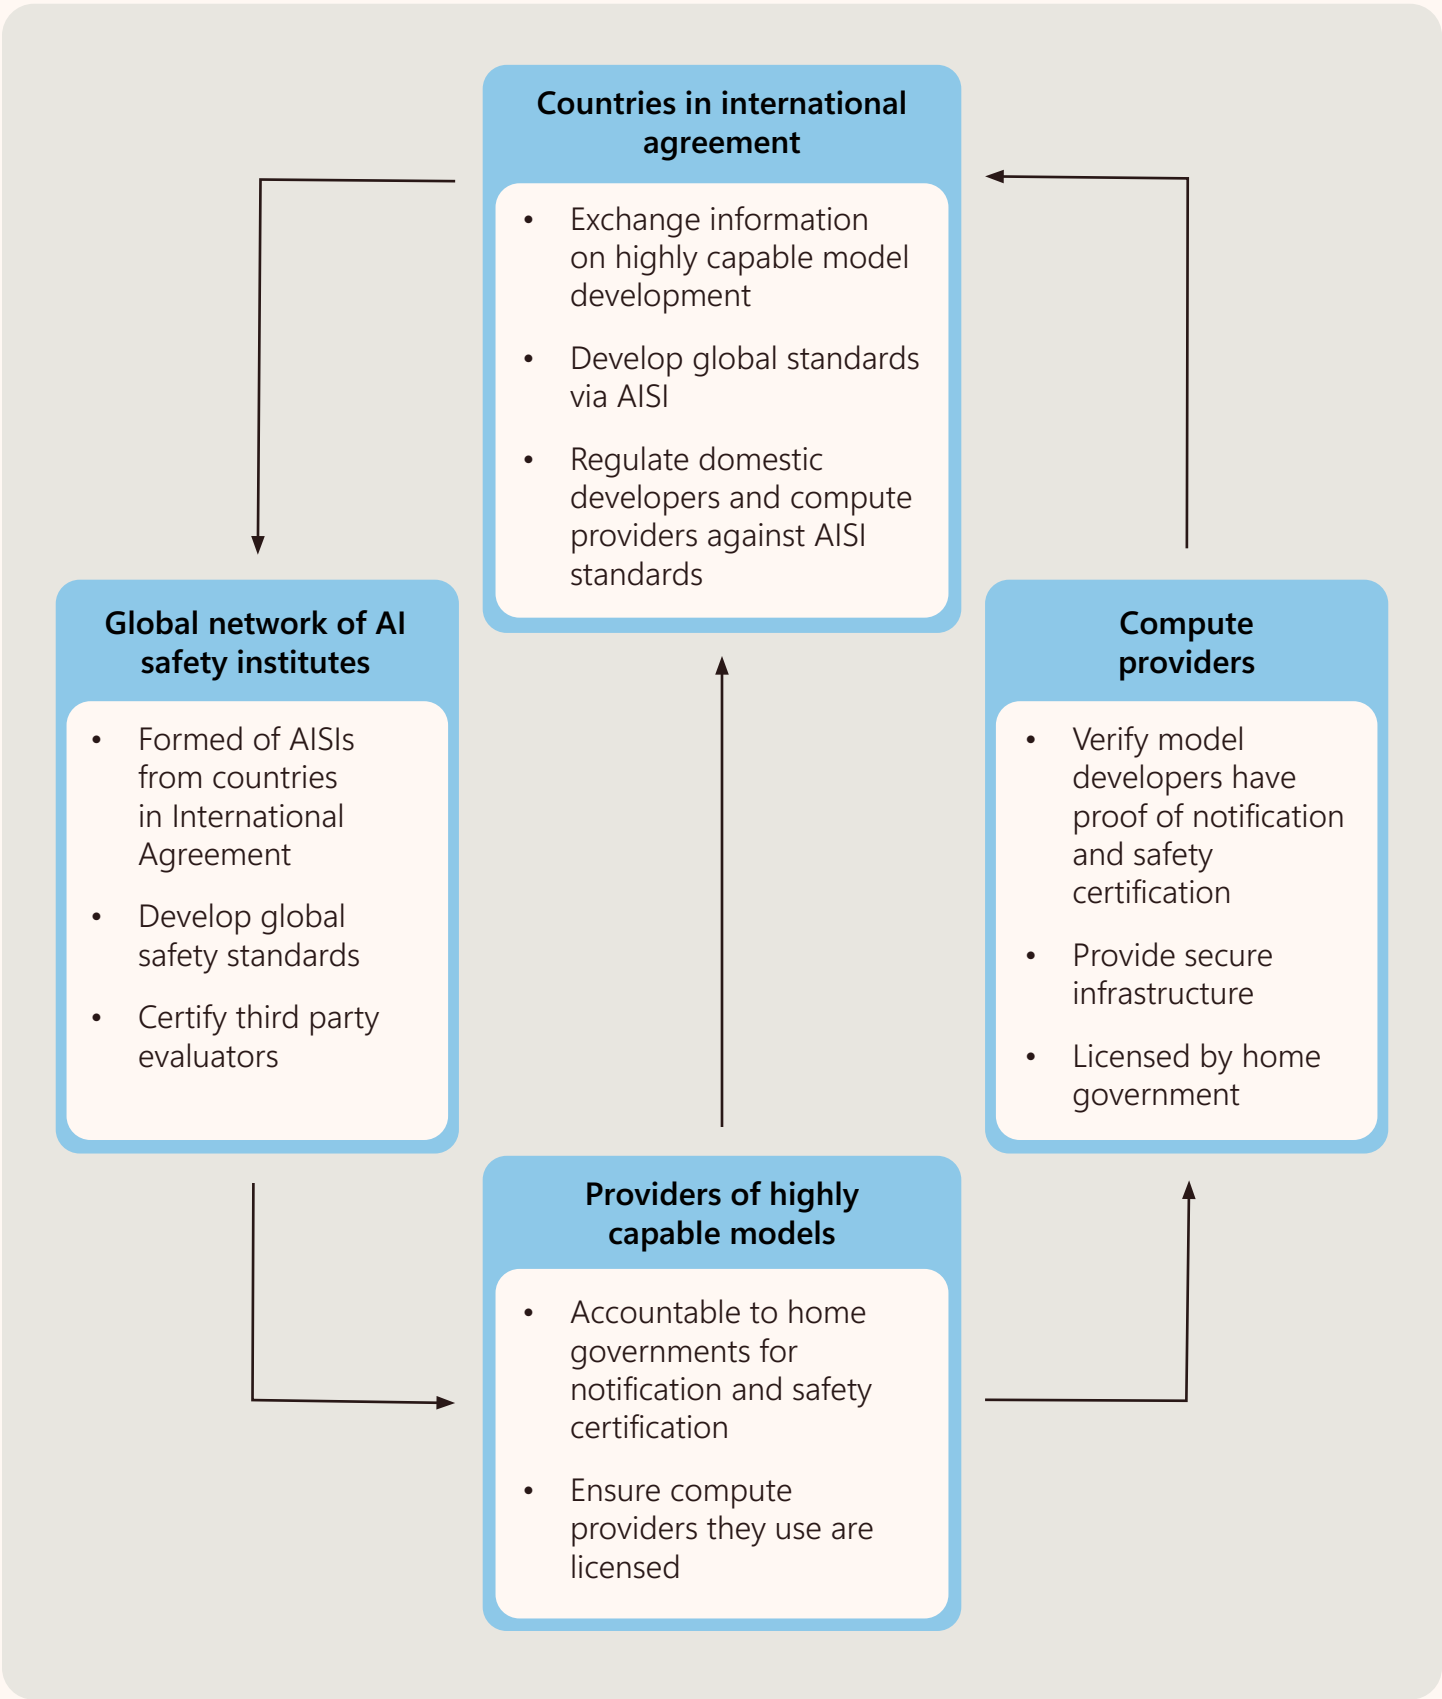 Countries in international
agreement
• Exchange information
on highly capable model
development
• Develop global standards
via AISI
• Regulate domestic
developers and compute
providers against AISI
standards
Global network of AI
safety institutes
• Formed of AISIs
from countries
in International
Agreement
• Develop global
safety standards
• Certify third party
evaluators
Compute
providers
• Verify model
developers have
proof of notification
and safety
certification
• Provide secure
infrastructure
• Licensed by home
government
Providers of highly
capable models
• Accountable to home
governments for
notification and safety
certification
• Ensure compute
providers they use are
licensed